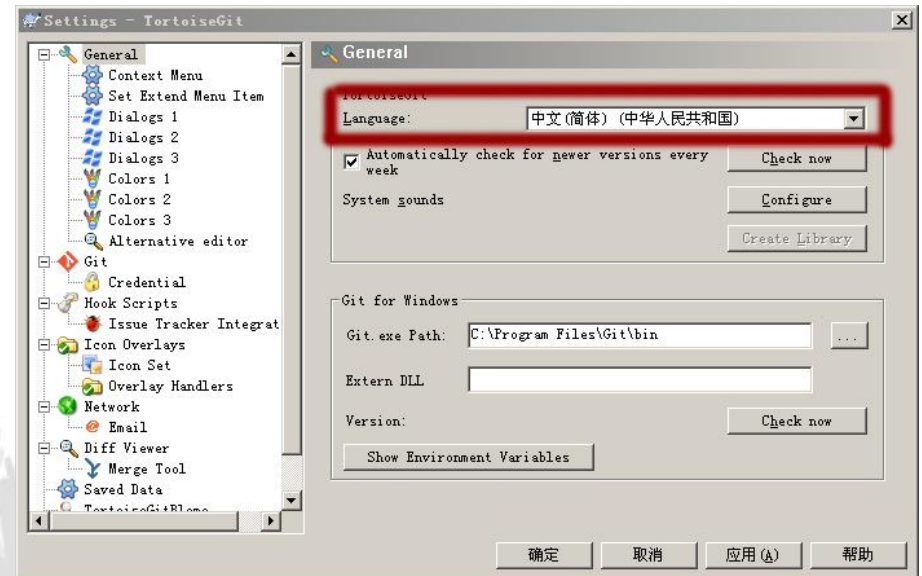 Settings - TortoiseGit
General
Context Menu
Set Extend Menu Item
Dialogs 1
Dialogs 2
Dialogs 3
Colors 1
Colors 2
Colors 3
Alternative editor
Git
Credential
Hook Scripts
Issue Tracker Integrat
Icon Overlays
Icon Set
Overlay Handlers
Network
Email
Diff Viewer
Merge Tool
Saved Data
TortoiseGitBlame
General
TortoiseGit
Language:
中文(简体) (中华人民共和国)
Automatically check for newer versions every
week
Check now
System sounds
Configure
Create Library
Git for Windows
Git.exe Path:
C:\Program Files\Git\bin
...
Extern DLL
Version:
Check now
Show Environment Variables
确定
取消
应用(A)
帮助